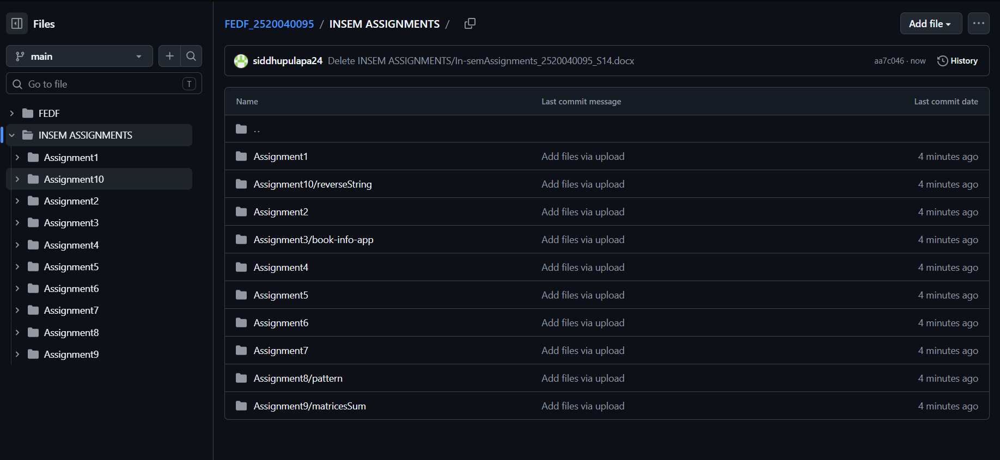 Files
main
Go to file
T
FEDF
INSEM ASSIGNMENTS
Assignment1
Assignment10
Assignment2
Assignment3
Assignment4
Assignment5
Assignment6
Assignment7
Assignment8
Assignment9
FEDF_2520040095 / INSEM ASSIGNMENTS /
Add file
siddhupulapa24 Delete INSEM ASSIGNMENTS/In-semAssignments_2520040095_S14.docx
aa7c046 · now History
Name Last commit message Last commit date
..
Assignment1 Add files via upload 4 minutes ago
Assignment10/reverseString Add files via upload 4 minutes ago
Assignment2 Add files via upload 4 minutes ago
Assignment3/book-info-app Add files via upload 4 minutes ago
Assignment4 Add files via upload 4 minutes ago
Assignment5 Add files via upload 4 minutes ago
Assignment6 Add files via upload 4 minutes ago
Assignment7 Add files via upload 4 minutes ago
Assignment8/pattern Add files via upload 4 minutes ago
Assignment9/matricesSum Add files via upload 4 minutes ago